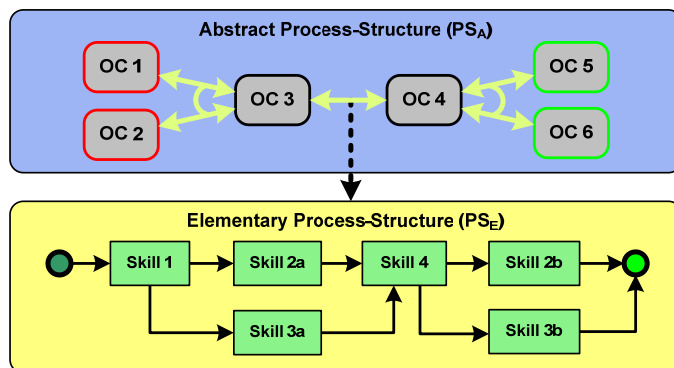 Abstract Process-Structure (PSA)
OC 1
OC 5
OC 3
OC 4
OC 2
OC 6
Elementary Process-Structure (PSE)
Skill 1
Skill 2a
Skill 4
Skill 2b
Skill 3a
Skill 3b